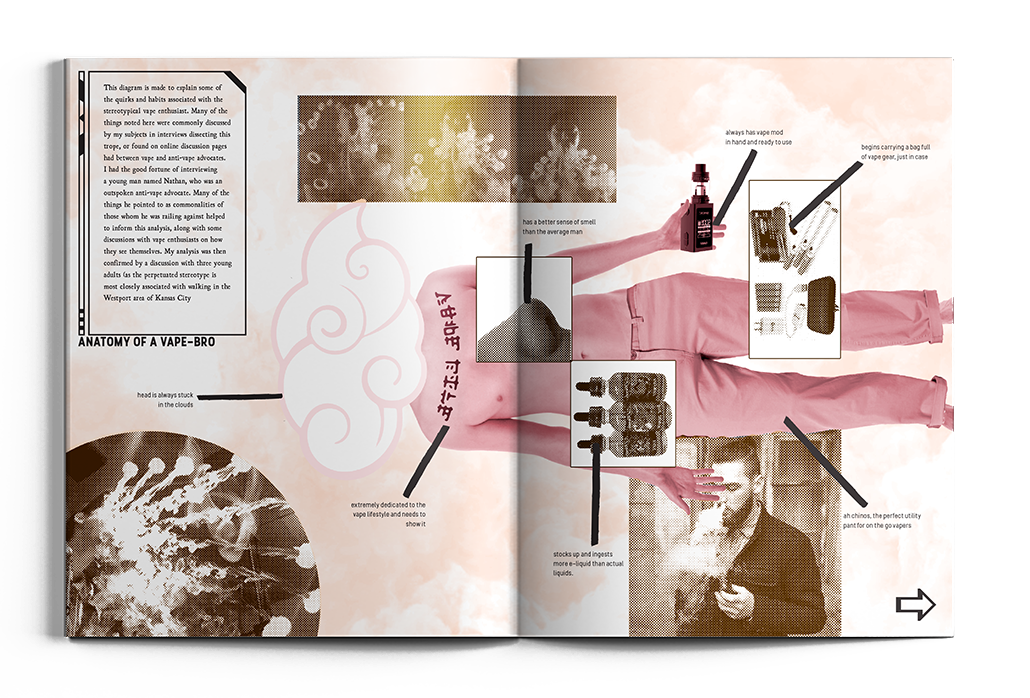 This diagram is made to explain some of
the quirks and habits associated with the
stereotypical vape enthusiast. Many of the
things noted here were commonly discussed
by my subjects in interviews dissecting this
trope, or found on online discussion pages
had between vape and anti-vape advocates.
I had the good fortune of interviewing
a young man named Nathan, who was an
outspoken anti-vape advocate. Many of the
things he pointed to as commonalities of
those whom he was railing against helped
to inform this analysis, along with some
discussions with vape enthusiasts on how
they see themselves. My analysis was then
confirmed by a discussion with three young
adults (as the perpetuated stereotype is
most closely associated with walking in the
Westport area of Kansas City
ANATOMY OF A VAPE-BRO
head is always stuck
in the clouds
extremely dedicated to the
vape lifestyle and needs to
show it
has a better sense of smell
than the average man
always has vape mod
in hand and ready to use
begins carrying a bag full
of vape gear, just in case
stocks up and ingests
more e-liquid than actual
liquids.
ah chinos, the perfect utility
pant for on the go vapers